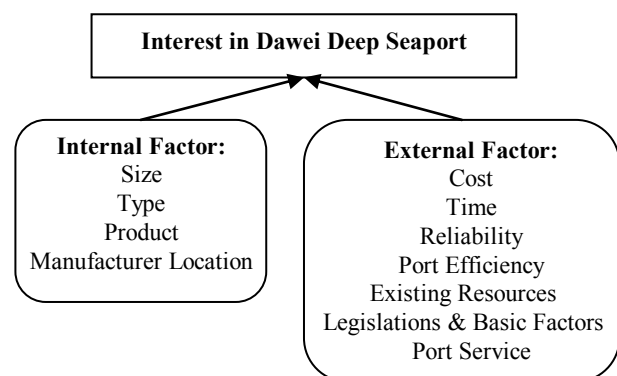 Interest in Dawei Deep Seaport
Internal Factor:
Size
Type
Product
Manufacturer Location
External Factor:
Cost
Time
Reliability
Port Efficiency
Existing Resources
Legislations & Basic Factors
Port Service